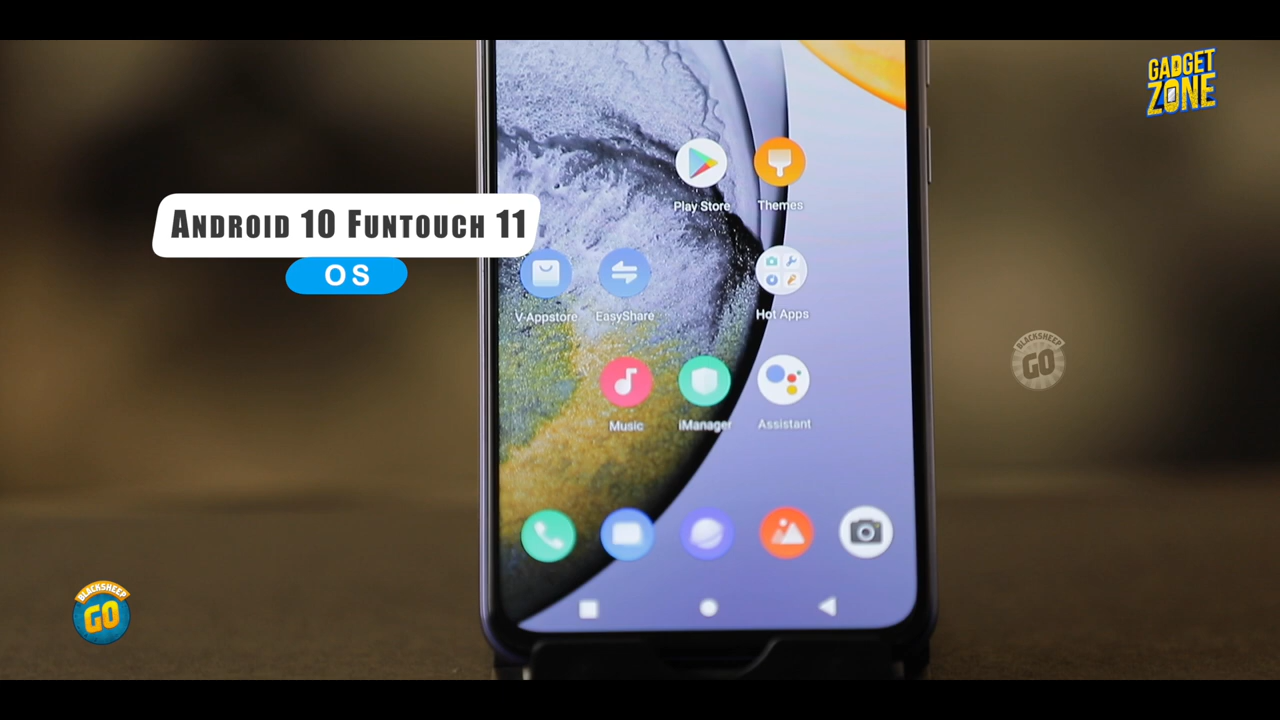 GADGET
ZONE
Play Store
Themes
ANDROID 10 FUNTOUCH 11
OS
V-Appstore
EasyShare
Hot Apps
BLACKSHEEP
GO
Music
iManager
Assistant
BLACKSHEEP
GO